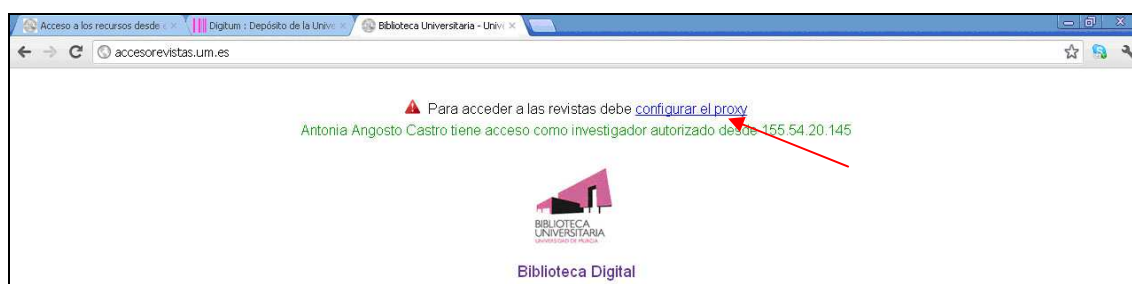 Acceso a los recursos desde
Digitum : Depósito de la Unive
Biblioteca Universitaria - Unive
accesorevistas.um.es
Para acceder a las revistas debe configurar el proxy
Antonia Angosto Castro tiene acceso como investigador autorizado desde 155.54.20.145
BIBLIOTECA
UNIVERSITARIA
UNIVERSIDAD DE MURCIA
Biblioteca Digital